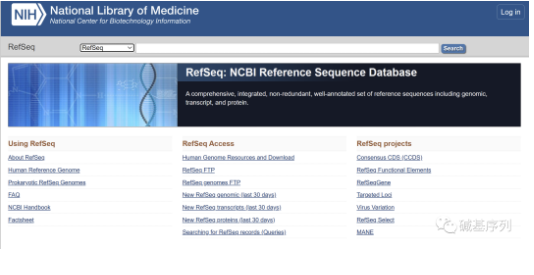 NIH National Library of Medicine
National Center for Biotechnology Information
Log in
RefSeq
RefSeq
Search
RefSeq: NCBI Reference Sequence Database
A comprehensive, integrated, non-redundant, well-annotated set of reference sequences including genomic,
transcript, and protein.
Using RefSeq
About RefSeq
Human Reference Genome
Prokaryotic RefSeq Genomes
FAQ
NCBI Handbook
Factsheet
RefSeq Access
Human Genome Resources and Download
RefSeq FTP
RefSeq genomes FTP
New RefSeq genomic (last 30 days)
New RefSeq transcripts (last 30 days)
New RefSeq proteins (last 30 days)
Searching for RefSeq records (Queries)
RefSeq projects
Consensus CDS (CCDS)
RefSeq Functional Elements
RefSeqGene
Targeted Loci
Virus Variation
RefSeq Select
MANE
碱基序列